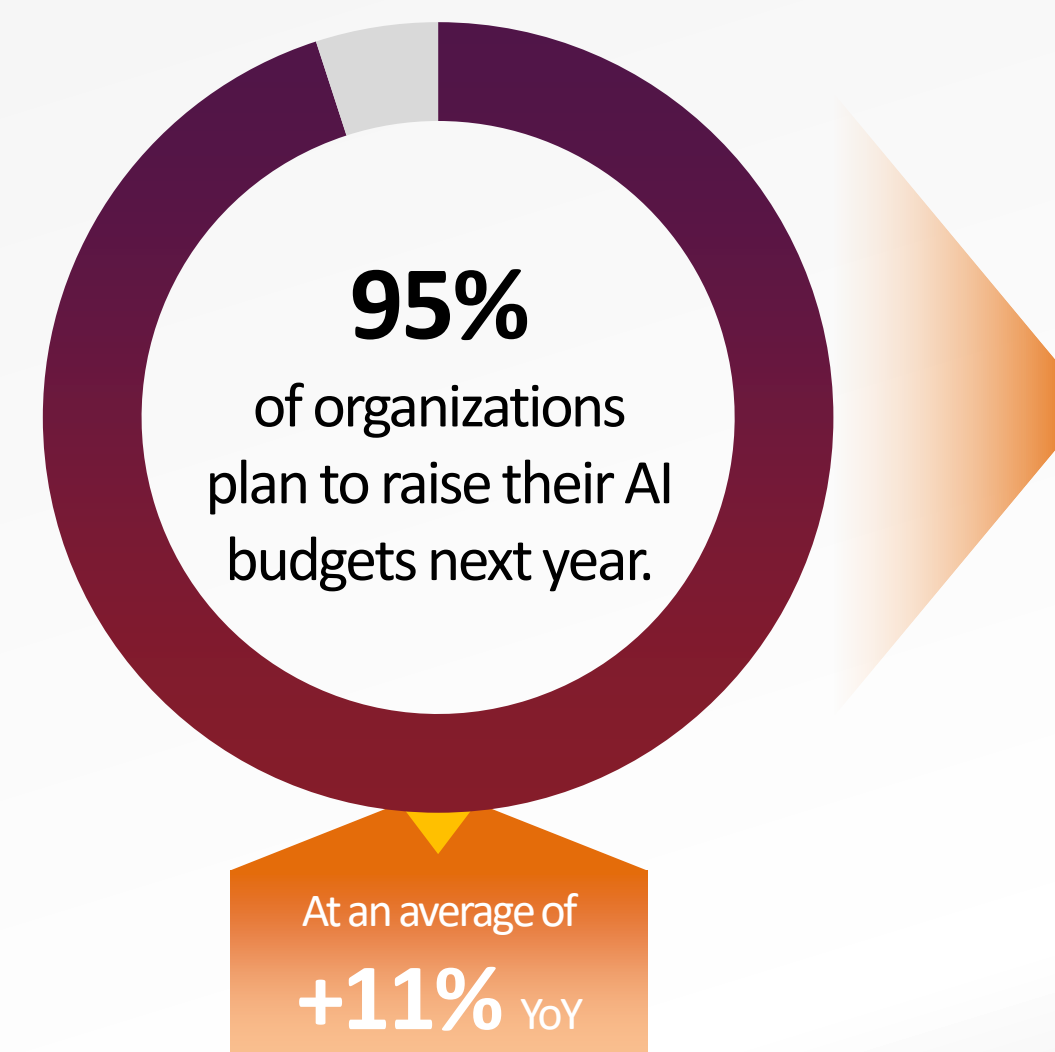 95%
of organizations
plan to raise their AI
budgets next year.
At an average of
+11% YoY